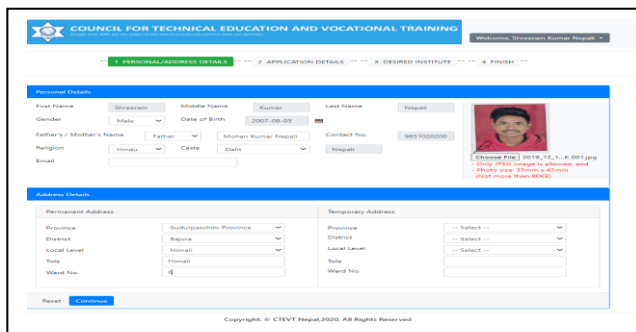 COUNCIL FOR TECHNICAL EDUCATION AND VOCATIONAL TRAINING
Welcome, Shreeram Kumar Nepali
-- 1 PERSONAL/ADDRESS DETAILS -- -- 2 APPLICATION DETAILS -- -- 3 DESIRED INSTITUTE -- -- 4 FINISH --
Personal Details
First Name Shreeram Middle Name Kumar Last Name Nepali
Gender Male Date of Birth 2007-08-05
Father's / Mother's Name Father Mohan Kumar Nepali Contact No. 9851020200
Religion Hindu Caste Dalit Nepali
Email
Choose File 2018_12_1...K 001.jpg
- Only JPEG image is allowed, and
- Photo size: 35mm x 45mm
(Not more than 80KB)
Address Details
Permanent Address Temporary Address
Province Sudurpaschim Province Province -- Select --
District Bajura District -- Select --
Local Level Himali Local Level -- Select --
Tole Himali Tole
Ward No. 6 Ward No.
Reset Continue
Copyright: © CTEVT Nepal,2020, All Rights Reserved